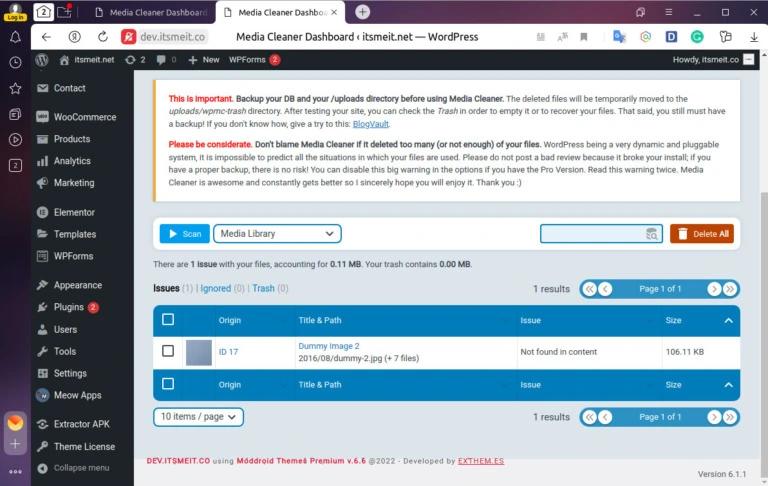 Log in
2
Media Cleaner Dashboard
Media Cleaner Dashboa
dev.itsmeit.co
Media Cleaner Dashboard ‹ itsmeit.net — WordPress
itsmeit.net
2
0
New
WPForms 2
Howdy, itsmeit.co
Contact
WooCommerce
Products
Analytics
Marketing
Elementor
Templates
WPForms
Appearance
Plugins 2
Users
Tools
Settings
Meow Apps
Extractor APK
Theme License
Collapse menu
2
This is important. Backup your DB and your /uploads directory before using Media Cleaner. The deleted files will be temporarily moved to the
uploads/wpmc-trash directory. After testing your site, you can check the Trash in order to empty it or to recover your files. That said, you still must
have a backup! If you don't know how, give a try to this: BlogVault.
Please be considerate. Don't blame Media Cleaner if it deleted too many (or not enough) of your files. WordPress being a very dynamic and pluggable
system, it is impossible to predict all the situations in which your files are used. Please do not post a bad review because it broke your install; if you
have a proper backup, there is no risk! You can disable this big warning in the options if you have the Pro Version. Read this warning twice. Media
Cleaner is awesome and constantly gets better so I sincerely hope you will enjoy it. Thank you :)
Scan
Media Library
Delete All
There are 1 issue with your files, accounting for 0.11 MB. Your trash contains 0.00 MB.
Issues (1) | Ignored (0) | Trash (0)
1 results
Page 1 of 1
Origin Title & Path Issue Size
ID 17 Dummy Image 2 Not found in content 106.11 KB
2016/08/dummy-2.jpg (+ 7 files)
Origin Title & Path Issue Size
10 items / page
1 results
Page 1 of 1
DEV.ITSMEIT.CO using Móddroid Themeš Premium v.6.6 @2022 - Developed by EXTHEM.ES
Version 6.1.1